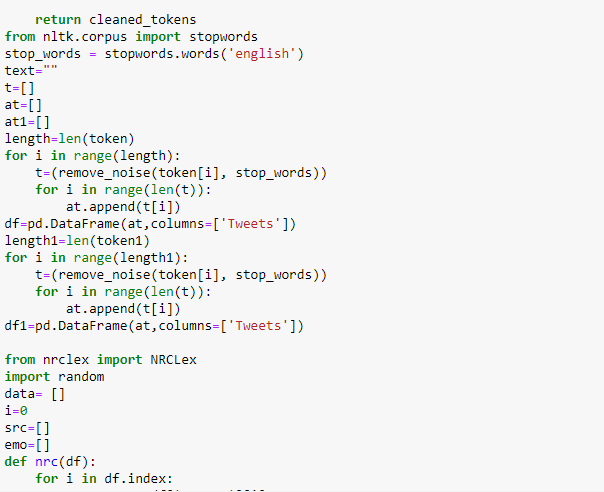 return cleaned_tokens
from nltk.corpus import stopwords
stop_words = stopwords.words('english')
text=""
t=[]
at=[]
at1=[]
length=len(token)
for i in range(length):
    t=(remove_noise(token[i], stop_words))
    for i in range(len(t)):
        at.append(t[i])
df=pd.DataFrame(at,columns=['Tweets'])
length1=len(token1)
for i in range(length1):
    t=(remove_noise(token[i], stop_words))
    for i in range(len(t)):
        at.append(t[i])
df1=pd.DataFrame(at,columns=['Tweets'])

from nrclex import NRCLex
import random
data= []
i=0
src=[]
emo=[]
def nrc(df):
    for i in df.index: